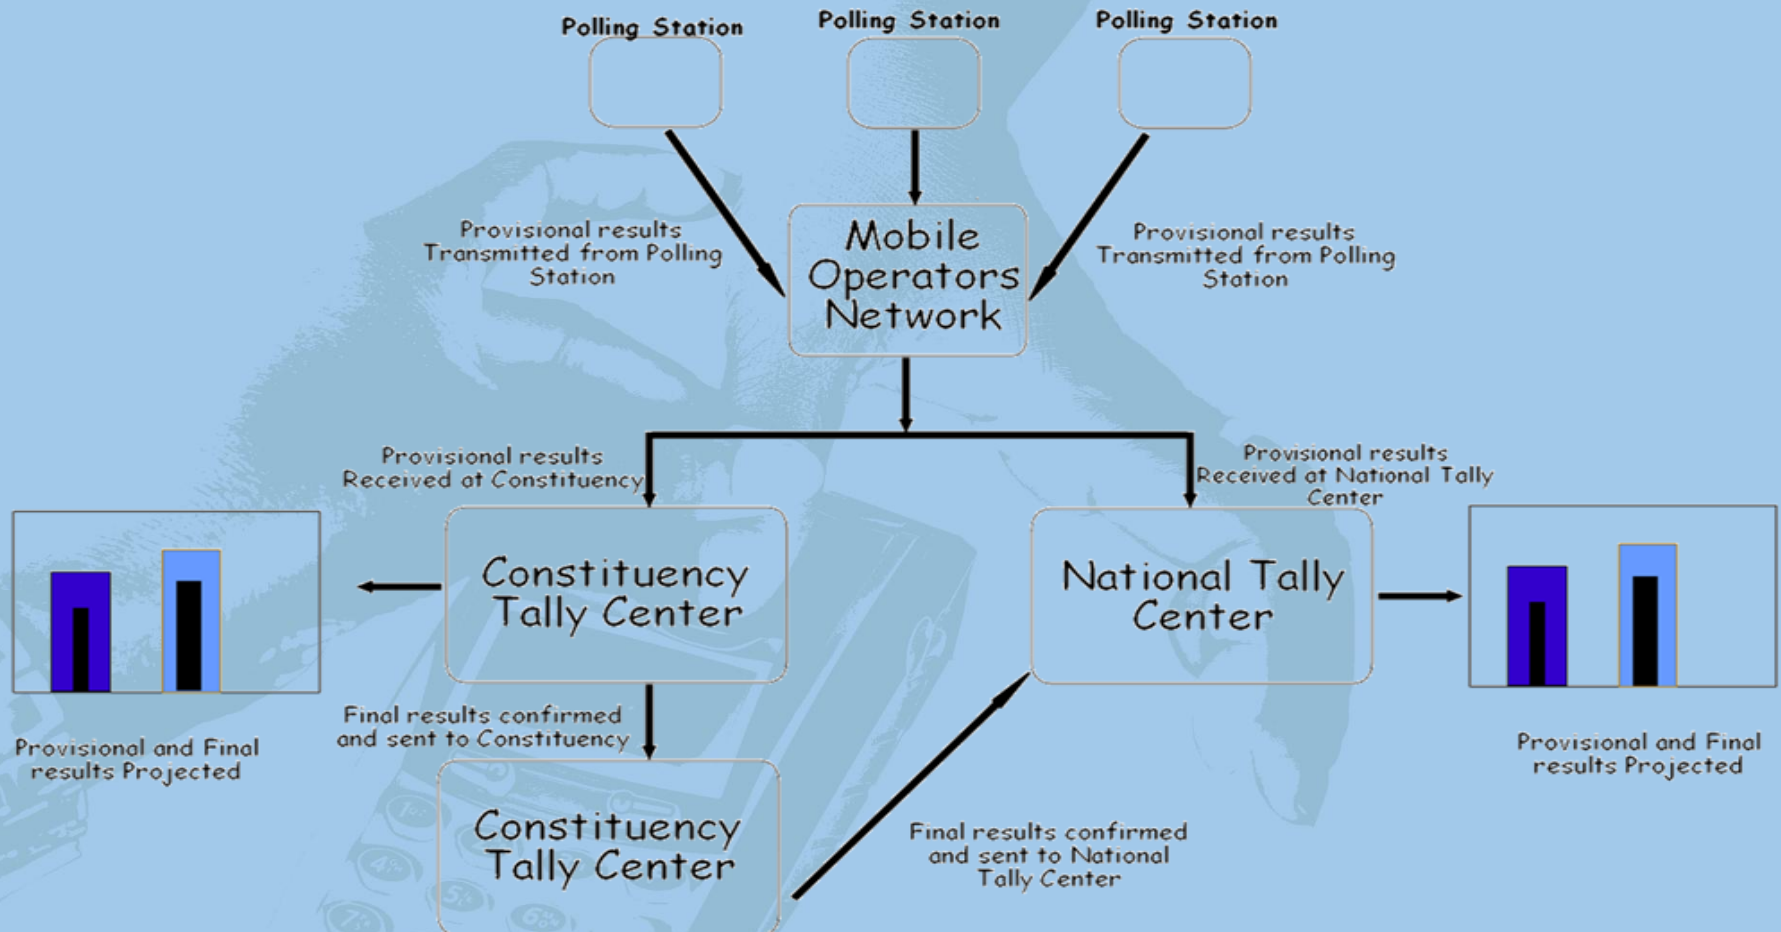 Polling Station
Polling Station
Polling Station
Provisional results
Transmitted from Polling
Station
Mobile
Operators
Network
Provisional results
Transmitted from Polling
Station
Provisional results
Received at Constituency
Provisional results
Received at National Tally
Center
Constituency
Tally Center
National Tally
Center
Provisional and Final
results Projected
Final results confirmed
and sent to Constituency
Provisional and Final
results Projected
Constituency
Tally Center
Final results confirmed
and sent to National
Tally Center